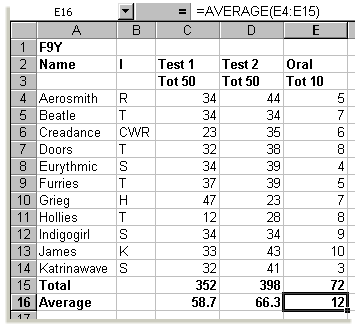 E16 = =AVERAGE(E4:E15)
A B C D E
1 F9Y
2 Name I Test 1 Test 2 Oral
3 Tot 50 Tot 50 Tot 10
4 Aerosmith R 34 44 5
5 Beatle T 34 34 7
6 Creadance CWR 23 35 6
7 Doors T 32 38 8
8 Eurythmic S 34 39 4
9 Furries T 37 39 5
10 Grieg H 47 23 7
11 Hollies T 12 28 8
12 Indigogirl S 34 34 9
13 James K 33 43 10
14 Katrinawave S 32 41 3
15 Total 352 398 72
16 Average 58.7 66.3 12
17